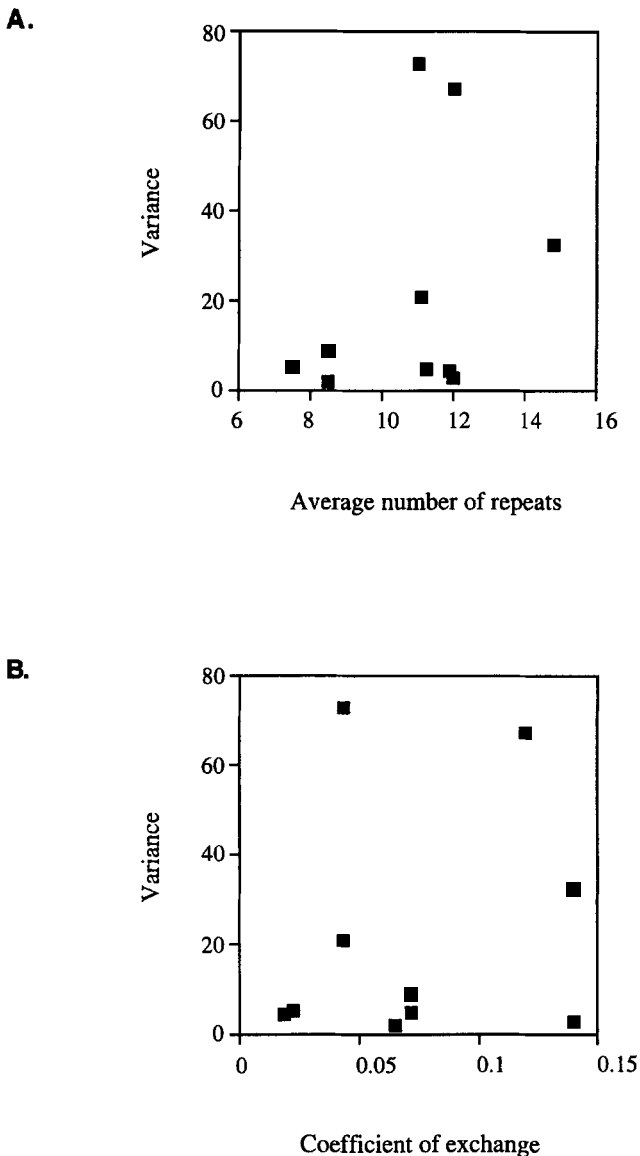 A.
80
60
40
20
0
Variance
6 8 10 12 14 16
Average number of repeats
B.
80
60
40
20
0
Variance
0 0.05 0.1 0.15
Coefficient of exchange